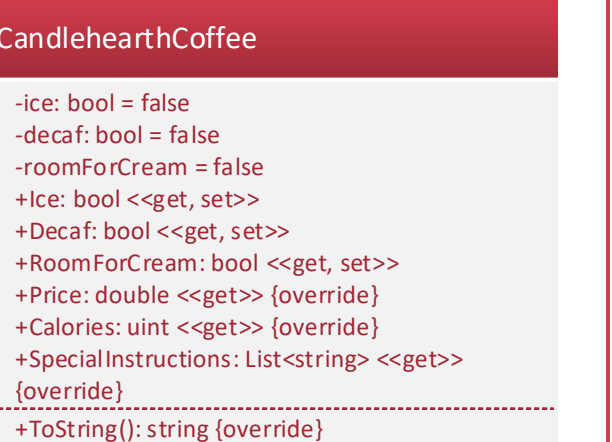 CandlehearthCoffee
-ice: bool = false
-decaf: bool = false
-roomForCream = false
+Ice: bool <<get, set>>
+Decaf: bool <<get, set>>
+RoomForCream: bool <<get, set>>
+Price: double <<get>> {override}
+Calories: uint <<get>> {override}
+SpecialInstructions: List<string> <<get>>
{override}
+ToString(): string {override}